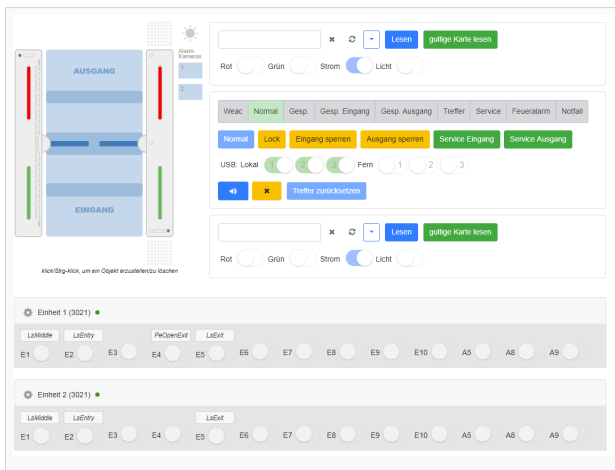 Alarm-
Kameras
1
2
AUSGANG
EINGANG
klick/Strg-klick, um ein Objekt erzustellen/zu löschen
Lesen gultige Karte lesen
Rot Grün Strom Licht
Weac Normal Gesp. Gesp. Eingang Gesp. Ausgang Treffer Service Feueralarm Notfall
Normal Lock Eingang sperren Ausgang sperren Service Eingang Service Ausgang
USB: Lokal 1 2 3 Fern 1 2 3
Treffer zurücksetzen
Lesen gultige Karte lesen
Rot Grün Strom Licht
Einheit 1 (3021)
LsMiddle LsEntry PeOpenExit LsExit
E1 E2 E3 E4 E5 E6 E7 E8 E9 E10 A5 A8 A9
Einheit 2 (3021)
LsMiddle LsEntry LsExit
E1 E2 E3 E4 E5 E6 E7 E8 E9 E10 A5 A8 A9